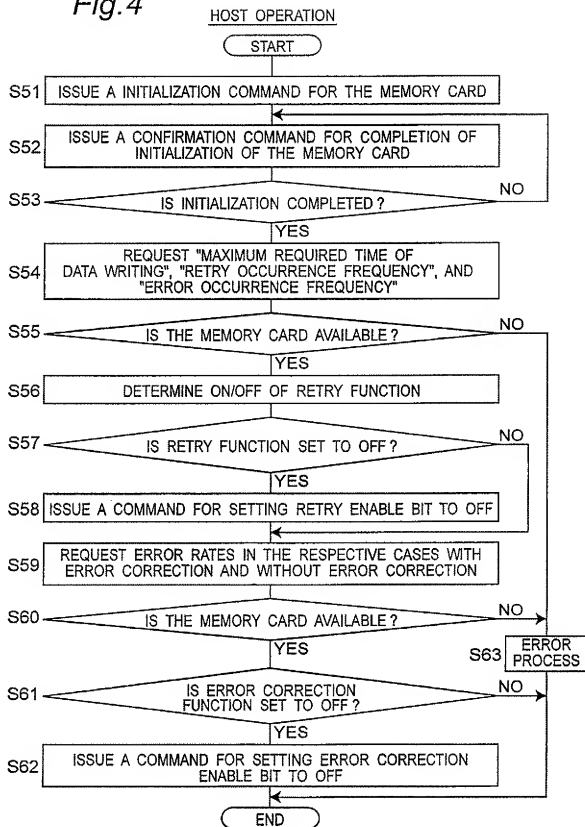 Fig.4
HOST OPERATION
START
S51 ISSUE A INITIALIZATION COMMAND FOR THE MEMORY CARD
S52 ISSUE A CONFIRMATION COMMAND FOR COMPLETION OF
INITIALIZATION OF THE MEMORY CARD
S53 IS INITIALIZATION COMPLETED? NO
YES
S54 REQUEST "MAXIMUM REQUIRED TIME OF
DATA WRITING", "RETRY OCCURRENCE FREQUENCY", AND
"ERROR OCCURRENCE FREQUENCY"
S55 IS THE MEMORY CARD AVAILABLE? NO
YES
S56 DETERMINE ON/OFF OF RETRY FUNCTION
S57 IS RETRY FUNCTION SET TO OFF? NO
YES
S58 ISSUE A COMMAND FOR SETTING RETRY ENABLE BIT TO OFF
S59 REQUEST ERROR RATES IN THE RESPECTIVE CASES WITH
ERROR CORRECTION AND WITHOUT ERROR CORRECTION
S60 IS THE MEMORY CARD AVAILABLE? NO
YES
S63 ERROR
PROCESS
S61 IS ERROR CORRECTION
FUNCTION SET TO OFF? NO
YES
S62 ISSUE A COMMAND FOR SETTING ERROR CORRECTION
ENABLE BIT TO OFF
END